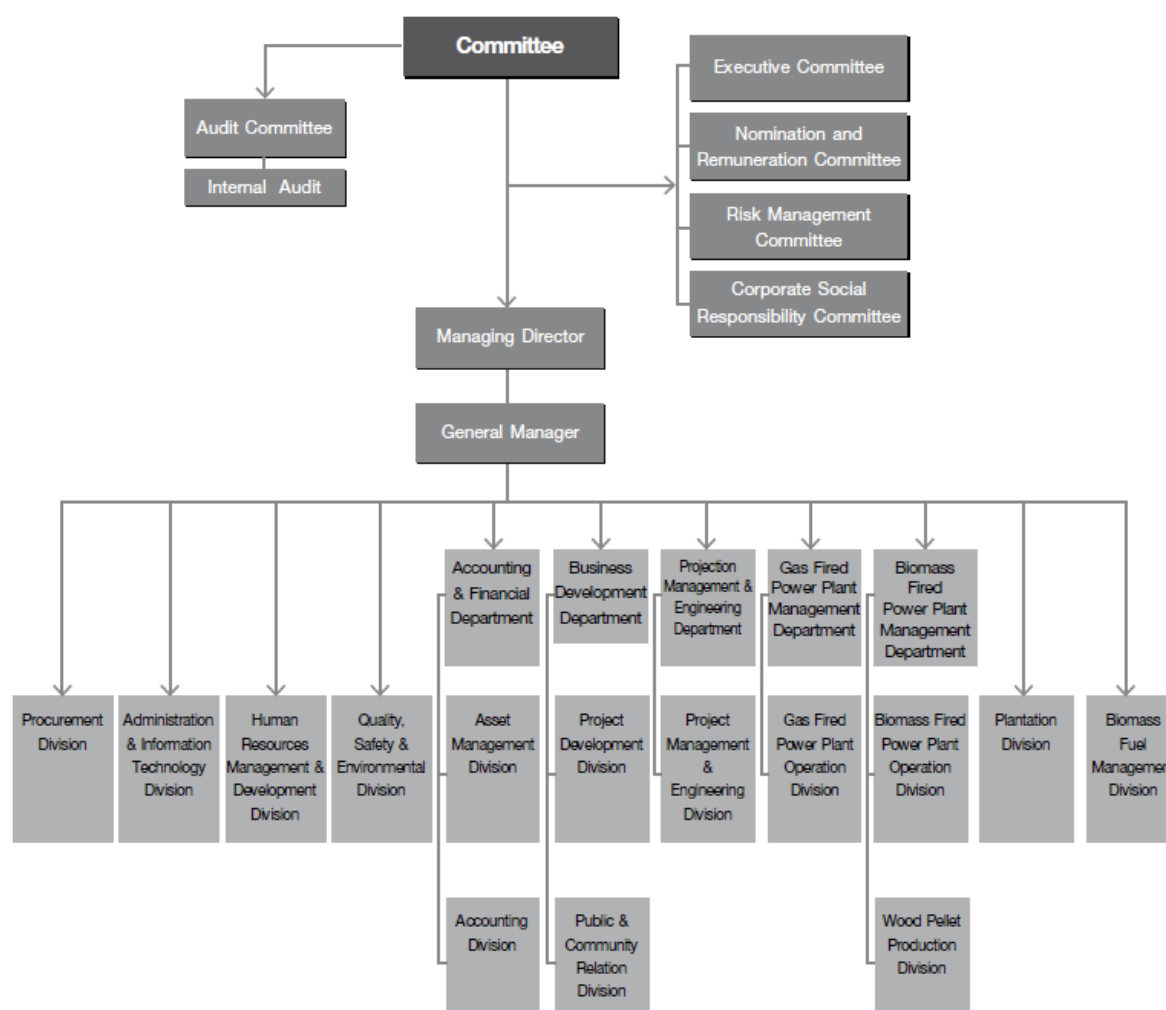 Committee
Audit Committee
Internal Audit
Executive Committee
Nomination and
Remuneration Committee
Risk Management
Committee
Corporate Social
Responsibility Committee
Managing Director
General Manager
Accounting
& Financial
Department
Business
Development
Department
Projection
Management &
Engineering
Department
Gas Fired
Power Plant
Management
Department
Biomass
Fired
Power Plant
Management
Department
Procurement
Division
Administration
& Information
Technology
Division
Human
Resources
Management &
Development
Division
Quality,
Safety &
Environmental
Division
Asset
Management
Division
Project
Development
Division
Project
Management
&
Engineering
Division
Gas Fired
Power Plant
Operation
Division
Biomass Fired
Power Plant
Operation
Division
Plantation
Division
Biomass
Fuel
Managemen
Division
Accounting
Division
Public &
Community
Relation
Division
Wood Pellet
Production
Division